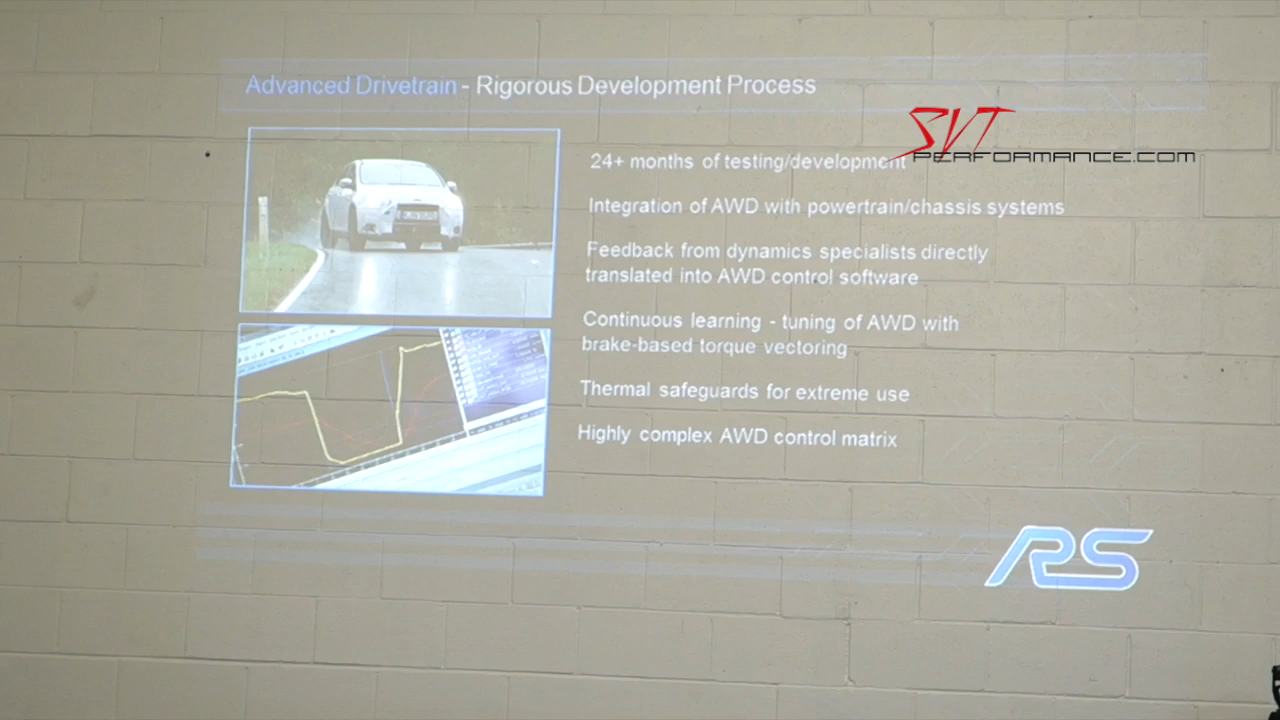 Advanced Drivetrain - Rigorous Development Process
SVT
PERFORMANCE.COM
24+ months of testing/development
Integration of AWD with powertrain/chassis systems
Feedback from dynamics specialists directly
translated into AWD control software
Continuous learning - tuning of AWD with
brake-based torque vectoring
Thermal safeguards for extreme use
Highly complex AWD control matrix
RS